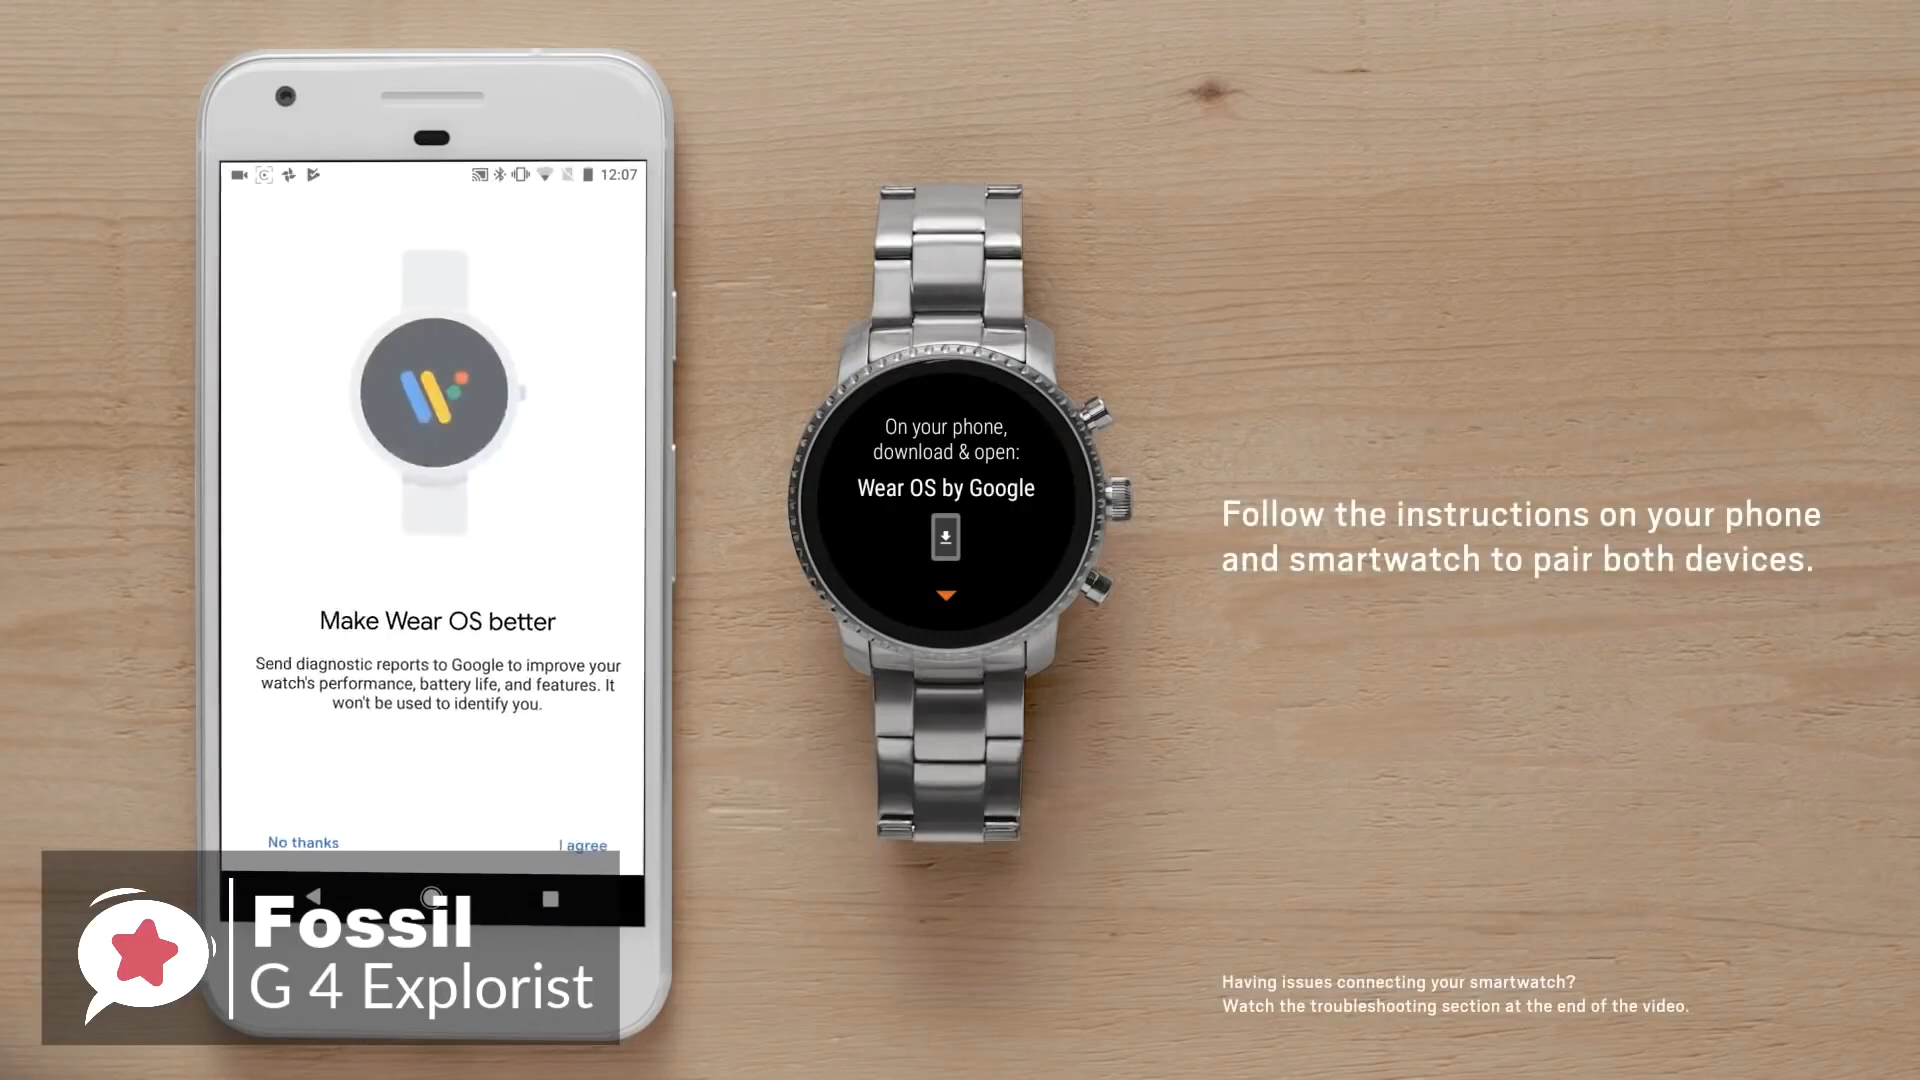 12:07
Make Wear OS better
Send diagnostic reports to Google to improve your
watch's performance, battery life, and features. It
won't be used to identify you.
No thanks
I agree
On your phone,
download & open:
Wear OS by Google
Follow the instructions on your phone
and smartwatch to pair both devices.
Fossil
G 4 Explorist
Having issues connecting your smartwatch?
Watch the troubleshooting section at the end of the video.